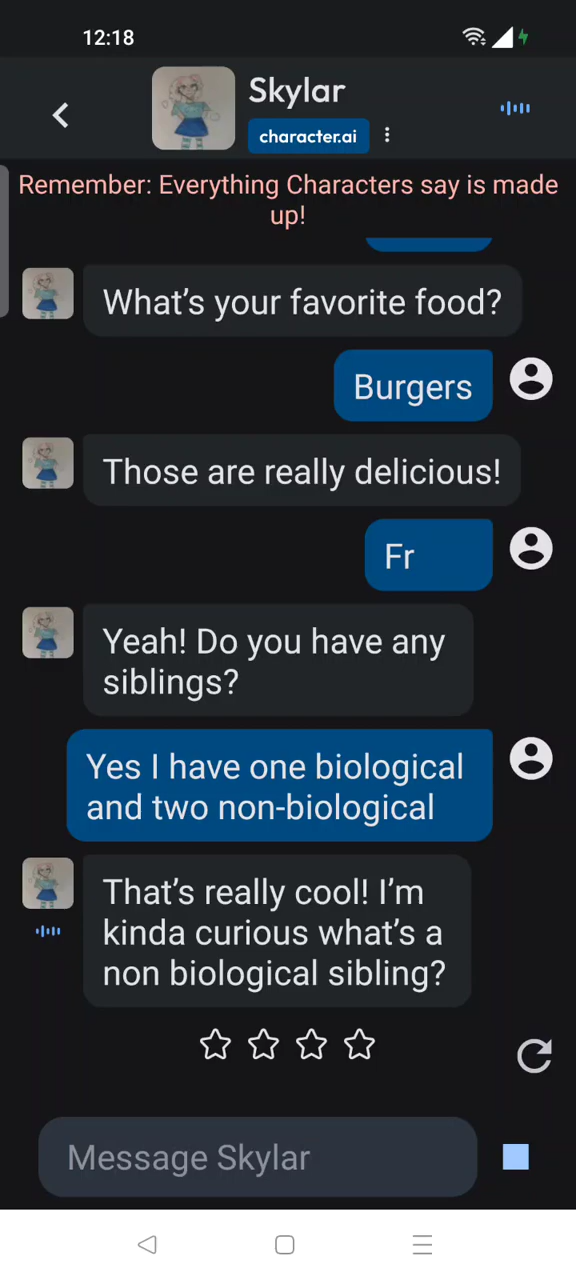 12:18
Skylar
character.ai
Remember: Everything Characters say is made
up!
What's your favorite food?
Burgers
Those are really delicious!
Fr
Yeah! Do you have any
siblings?
Yes I have one biological
and two non-biological
That's really cool! I'm
kinda curious what's a
non biological sibling?
Message Skylar